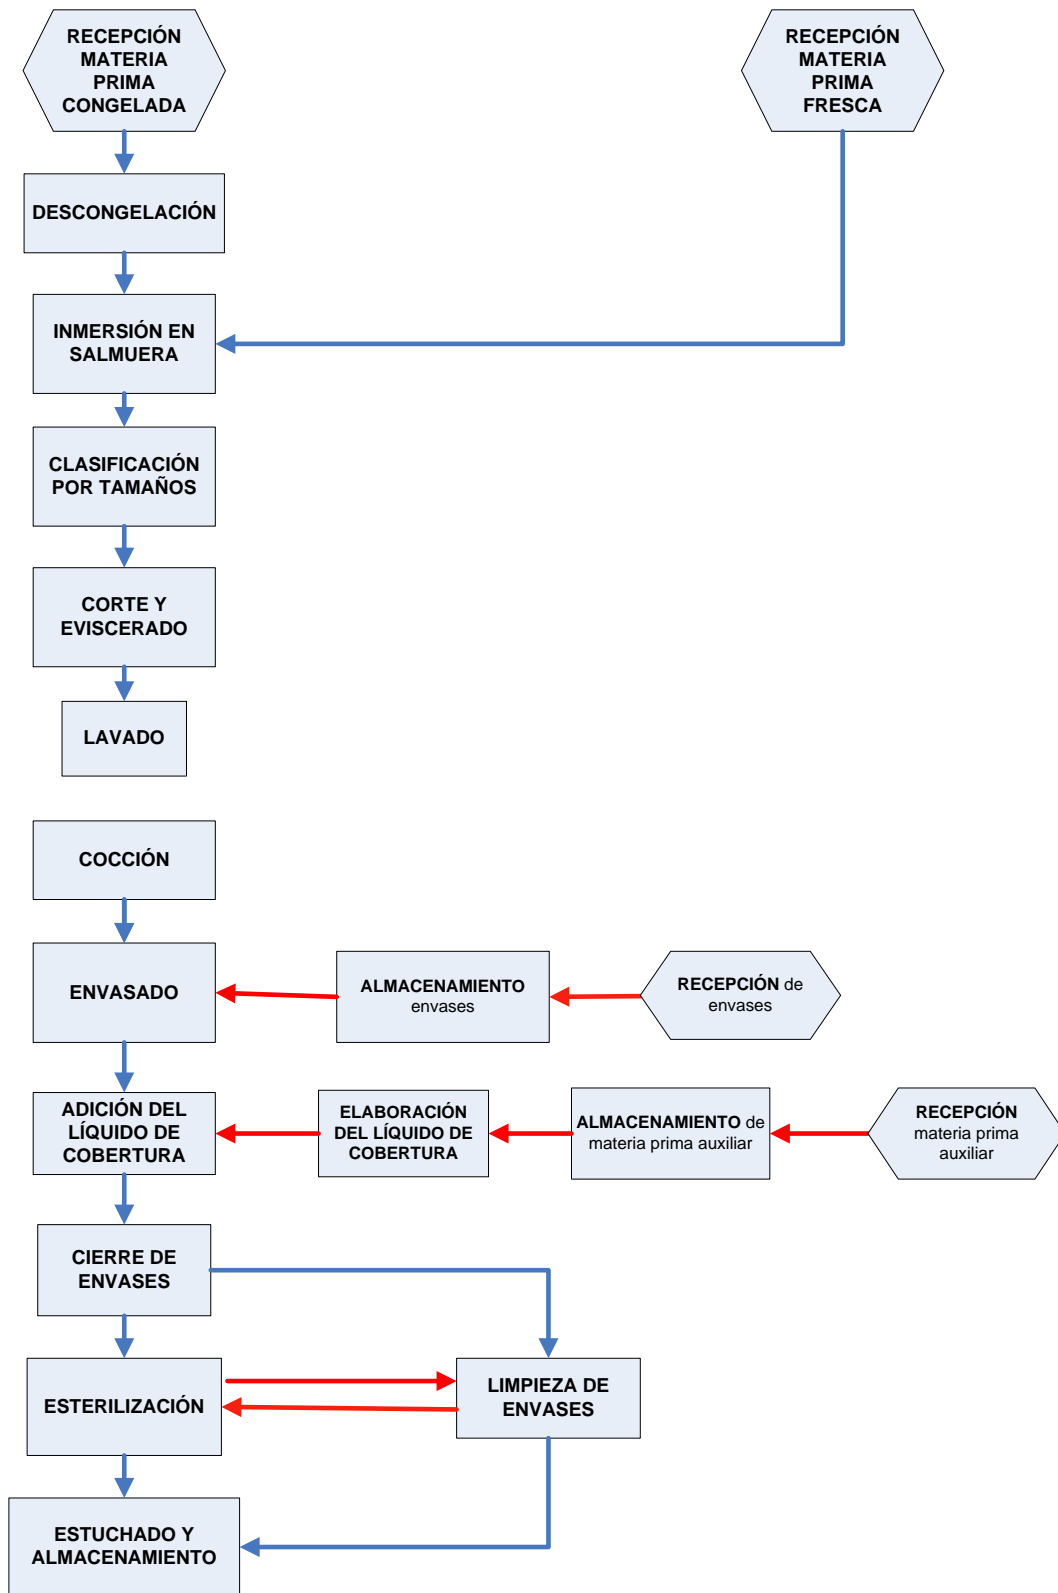 RECEPCIÓN
MATERIA
PRIMA
CONGELADA
RECEPCIÓN
MATERIA
PRIMA
FRESCA
DESCONGELACIÓN
INMERSIÓN EN
SALMUERA
CLASIFICACIÓN
POR TAMAÑOS
CORTE Y
EVISCERADO
LAVADO
COCCIÓN
ENVASADO
ALMACENAMIENTO
envases
RECEPCIÓN de
envases
ADICIÓN DEL
LÍQUIDO DE
COBERTURA
ELABORACIÓN
DEL LÍQUIDO DE
COBERTURA
ALMACENAMIENTO de
materia prima auxiliar
RECEPCIÓN
materia prima
auxiliar
CIERRE DE
ENVASES
ESTERILIZACIÓN
LIMPIEZA DE
ENVASES
ESTUCHADO Y
ALMACENAMIENTO